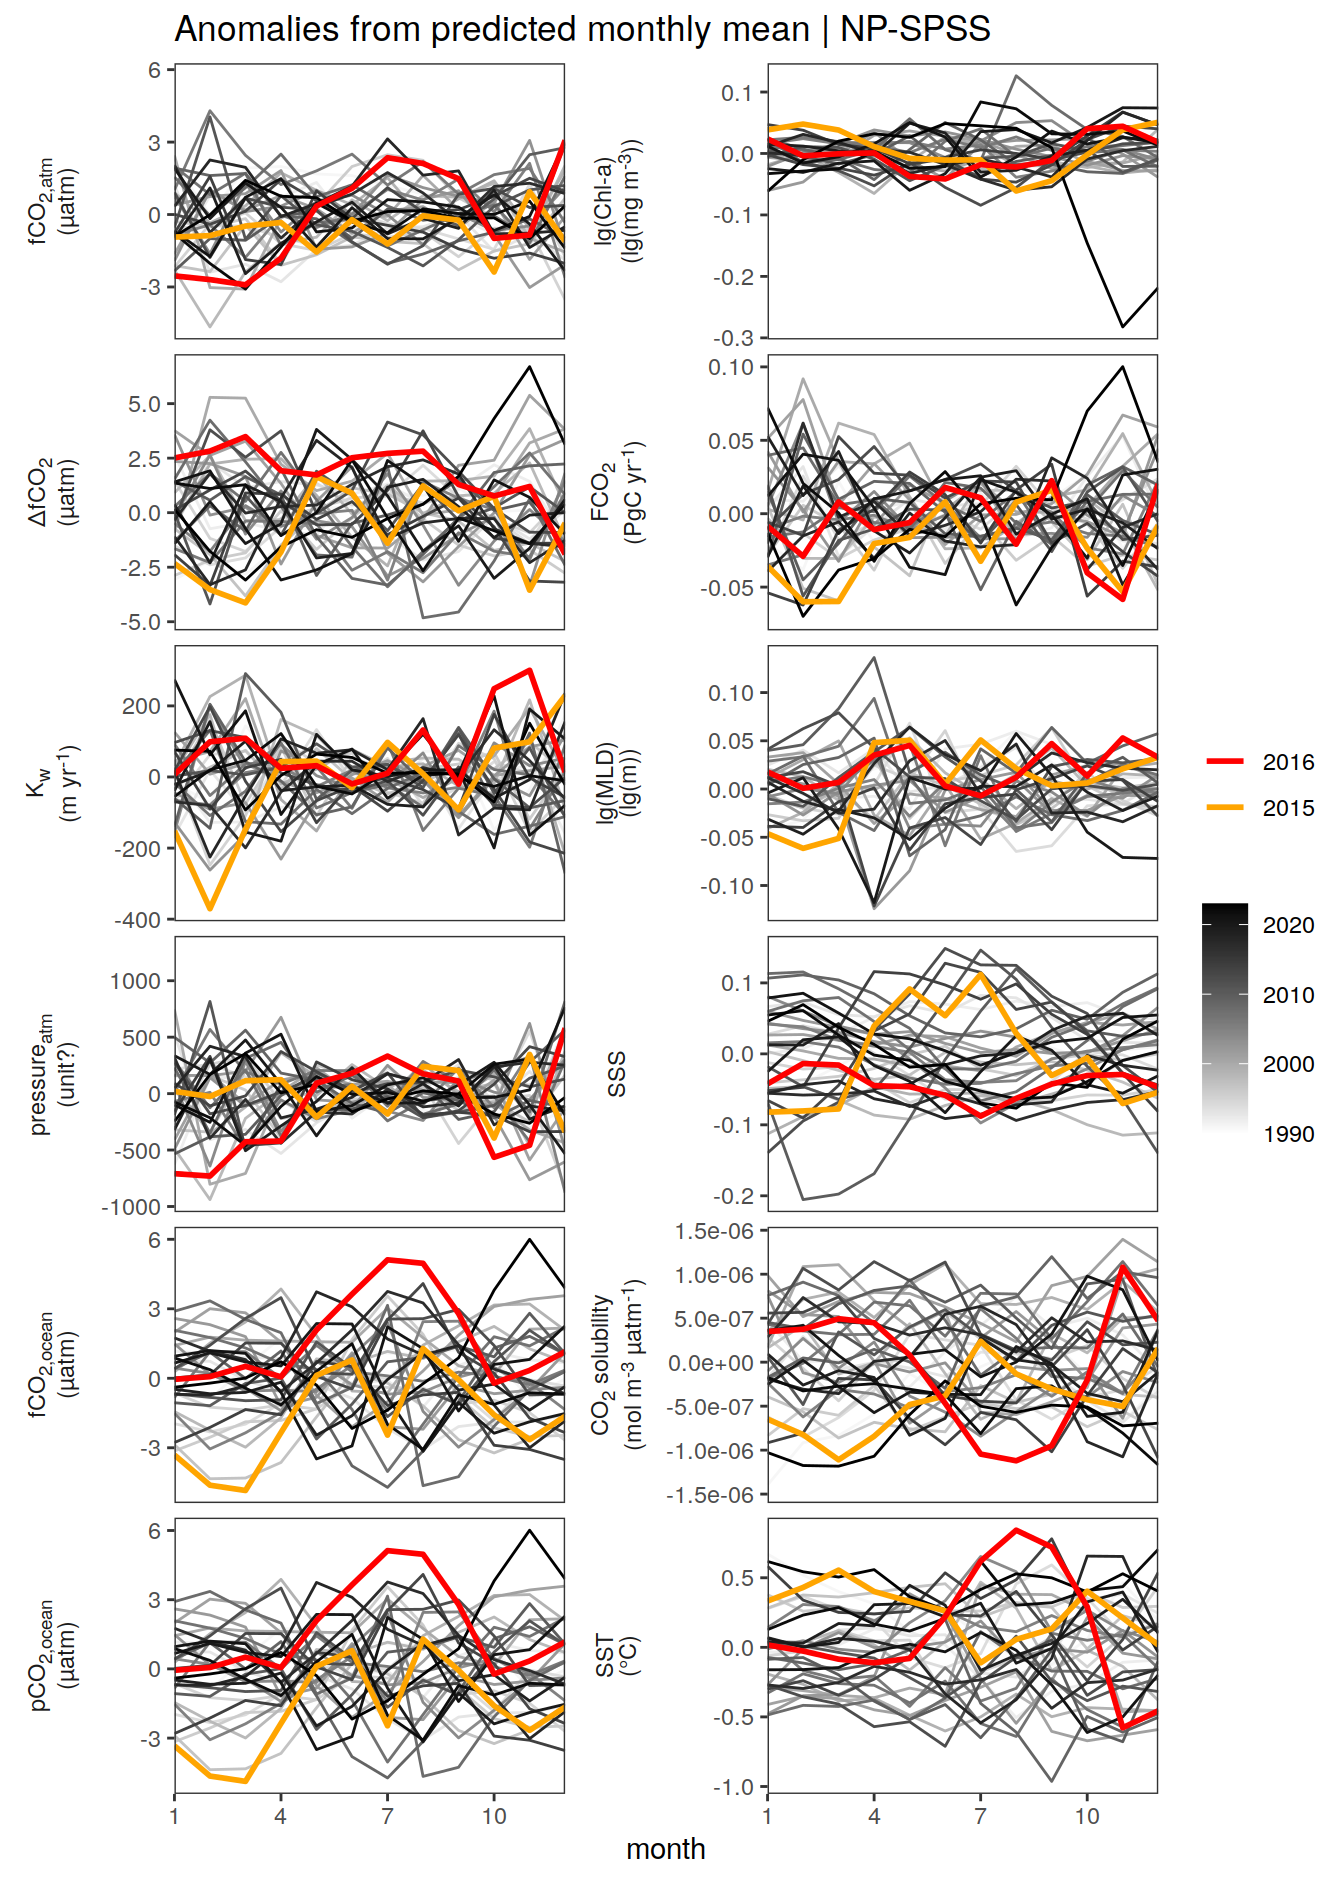 Anomalies from predicted monthly mean | NP-SPSS
fCO2,atm
(µatm)
6
3
0
-3
lg(Chl-a)
(lg(mg m-3))
0.1
0.0
-0.1
-0.2
-0.3
ΔfCO2
(µatm)
5.0
2.5
0.0
-2.5
-5.0
FCO2
(PgC yr-1)
0.10
0.05
0.00
-0.05
Kw
(m yr-1)
200
0
-200
-400
lg(MLD)
(lg(m))
0.10
0.05
0.00
-0.05
-0.10
pressureatm
(unit?)
1000
500
0
-500
-1000
SSS
0.1
0.0
-0.1
-0.2
fCO2,ocean
(µatm)
6
3
0
-3
CO2 solubility
(mol m-3 µatm-1)
1.5e-06
1.0e-06
5.0e-07
0.0e+00
-5.0e-07
-1.0e-06
-1.5e-06
pCO2,ocean
(µatm)
6
3
0
-3
SST
(°C)
0.5
0.0
-0.5
-1.0
1 4 7 10
1 4 7 10
month
2016
2015
2020
2010
2000
1990